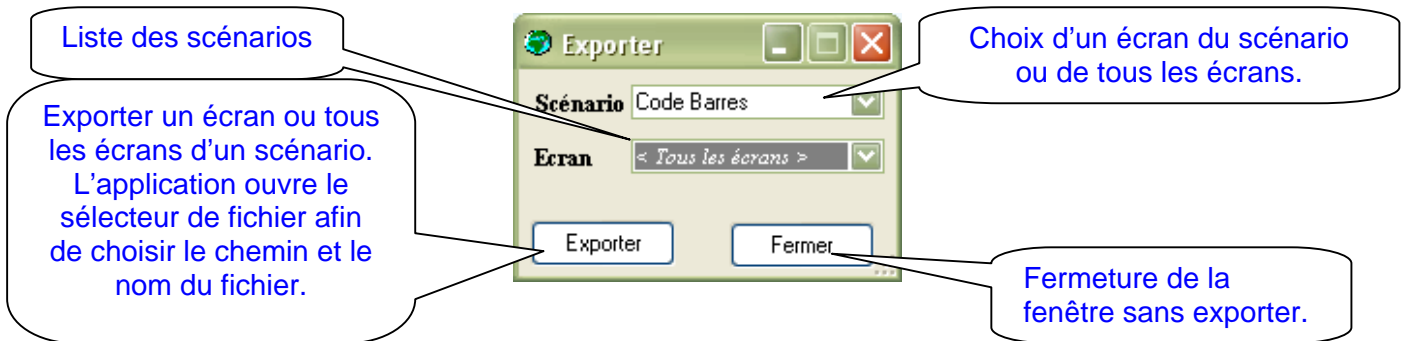 Liste des scénarios
Exporter
Choix d'un écran du scénario
ou de tous les écrans.
Scénario Code Barres
Ecran < Tous les écrans >
Exporter un écran ou tous
les écrans d'un scénario.
L'application ouvre le
sélecteur de fichier afin
de choisir le chemin et le
nom du fichier.
Exporter Fermer
Fermeture de la
fenêtre sans exporter.